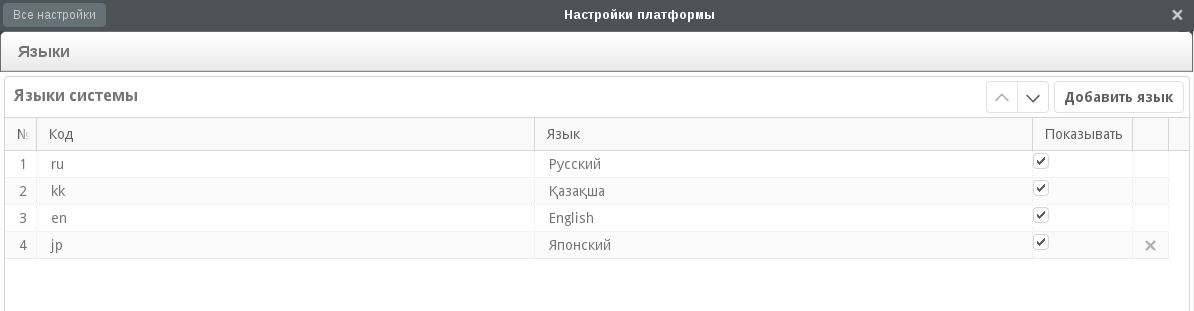 Все настройки Настройки платформы
Языки
Языки системы Добавить язык
№ Код Язык Показывать
1 ru Русский
2 kk Қазақша
3 en English
4 jp Японский